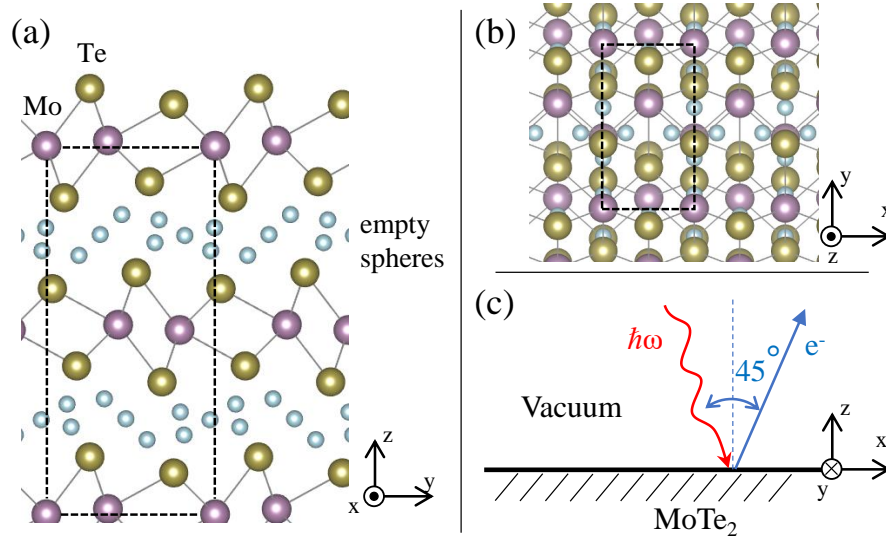 (a)
Te
Mo
empty
spheres
z
y
x
(b)
y
x
z
(c)
ħω
45°
e-
Vacuum
z
x
y
MoTe2